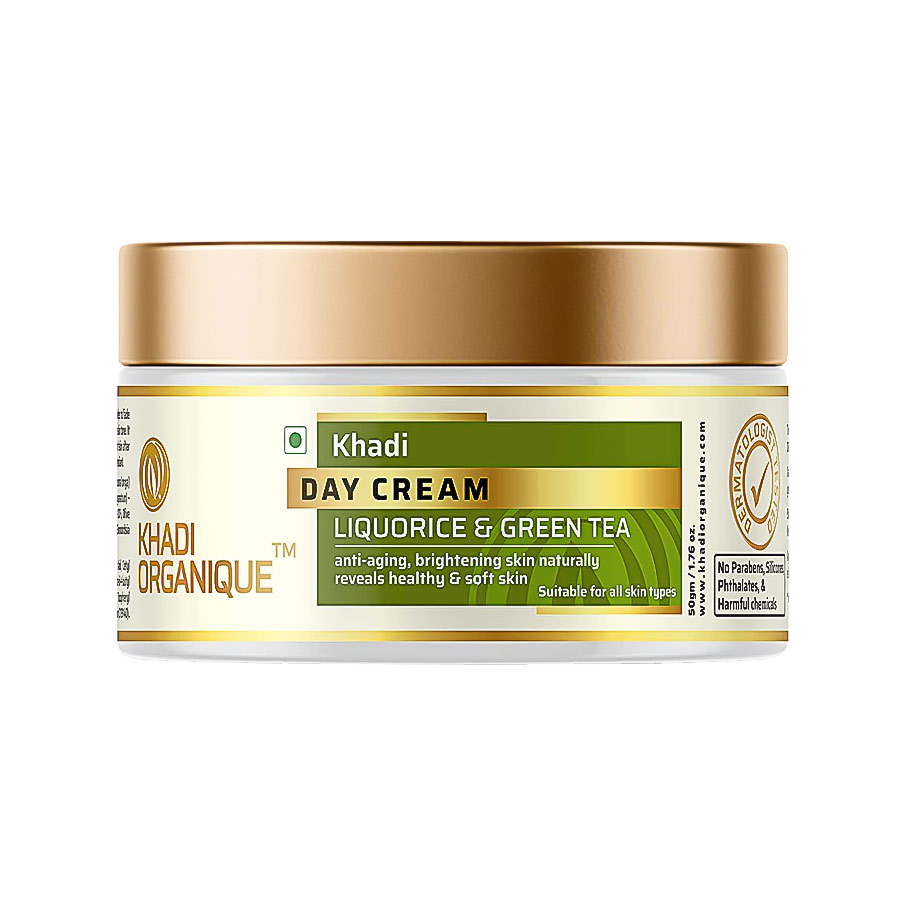 KHADI
ORGANIQUE™
Khadi
DAY CREAM
LIQUORICE & GREEN TEA
anti-aging, brightening skin naturally
reveals healthy & soft skin
Suitable for all skin types
50gm / 1.76 oz.
www.khadiorganique.com
DERMATOLOGIST TESTED
No Parabens, Silicones,
Phthalates, &
Harmful chemicals